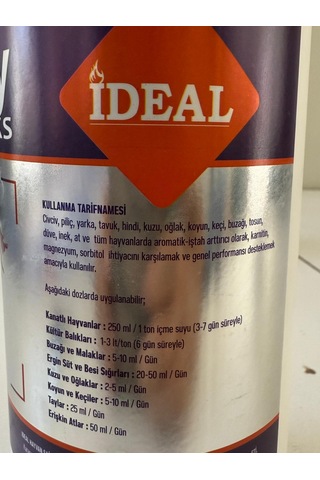 KS
İDEAL
KULLANMA TARİFNAMESİ
Civciv, piliç, yarka, tavuk, hindi, kuzu, oğlak, koyun, keçi, buzağı, tosun,
düve, inek, at ve tüm hayvanlarda aromatik-iştah arttırıcı olarak, karnitin,
magnezyum, sorbitol ihtiyacını karşılamak ve genel performansı desteklemek
amacıyla kullanılır.
Aşağıdaki dozlarda uygulanabilir;
Kanatlı Hayvanlar : 250 ml / 1 ton içme suyu (3-7 gün süreyle)
Kültür Balıkları : 1-3 lt/ton (6 gün süreyle)
Buzağı ve Malaklar : 5-10 ml / Gün
Ergin Süt ve Besi Sığırları : 20-50 ml / Gün
Kuzu ve Oğlaklar : 2-5 ml / Gün
Koyun ve Keçiler : 5-10 ml / Gün
Taylar : 25 ml / Gün
Erişkin Atlar : 50 ml / Gün